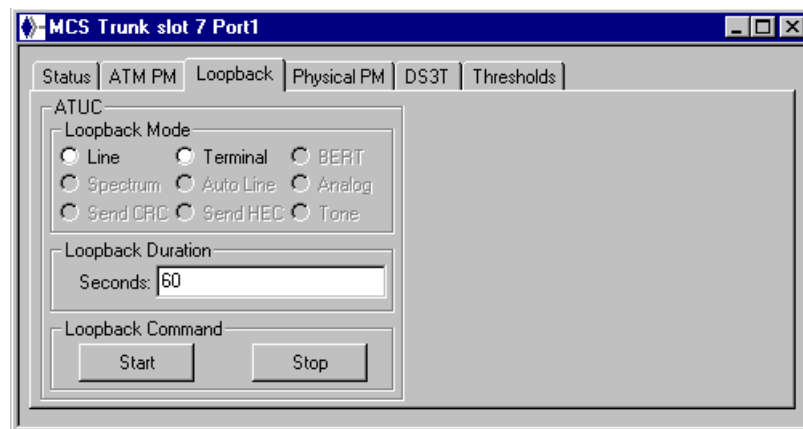 MCS Trunk slot 7 Port1
Status ATM PM Loopback Physical PM DS3T Thresholds
ATUC
Loopback Mode
Line Terminal BERT
Spectrum Auto Line Analog
Send CRC Send HEC Tone
Loopback Duration
Seconds: 60
Loopback Command
Start Stop